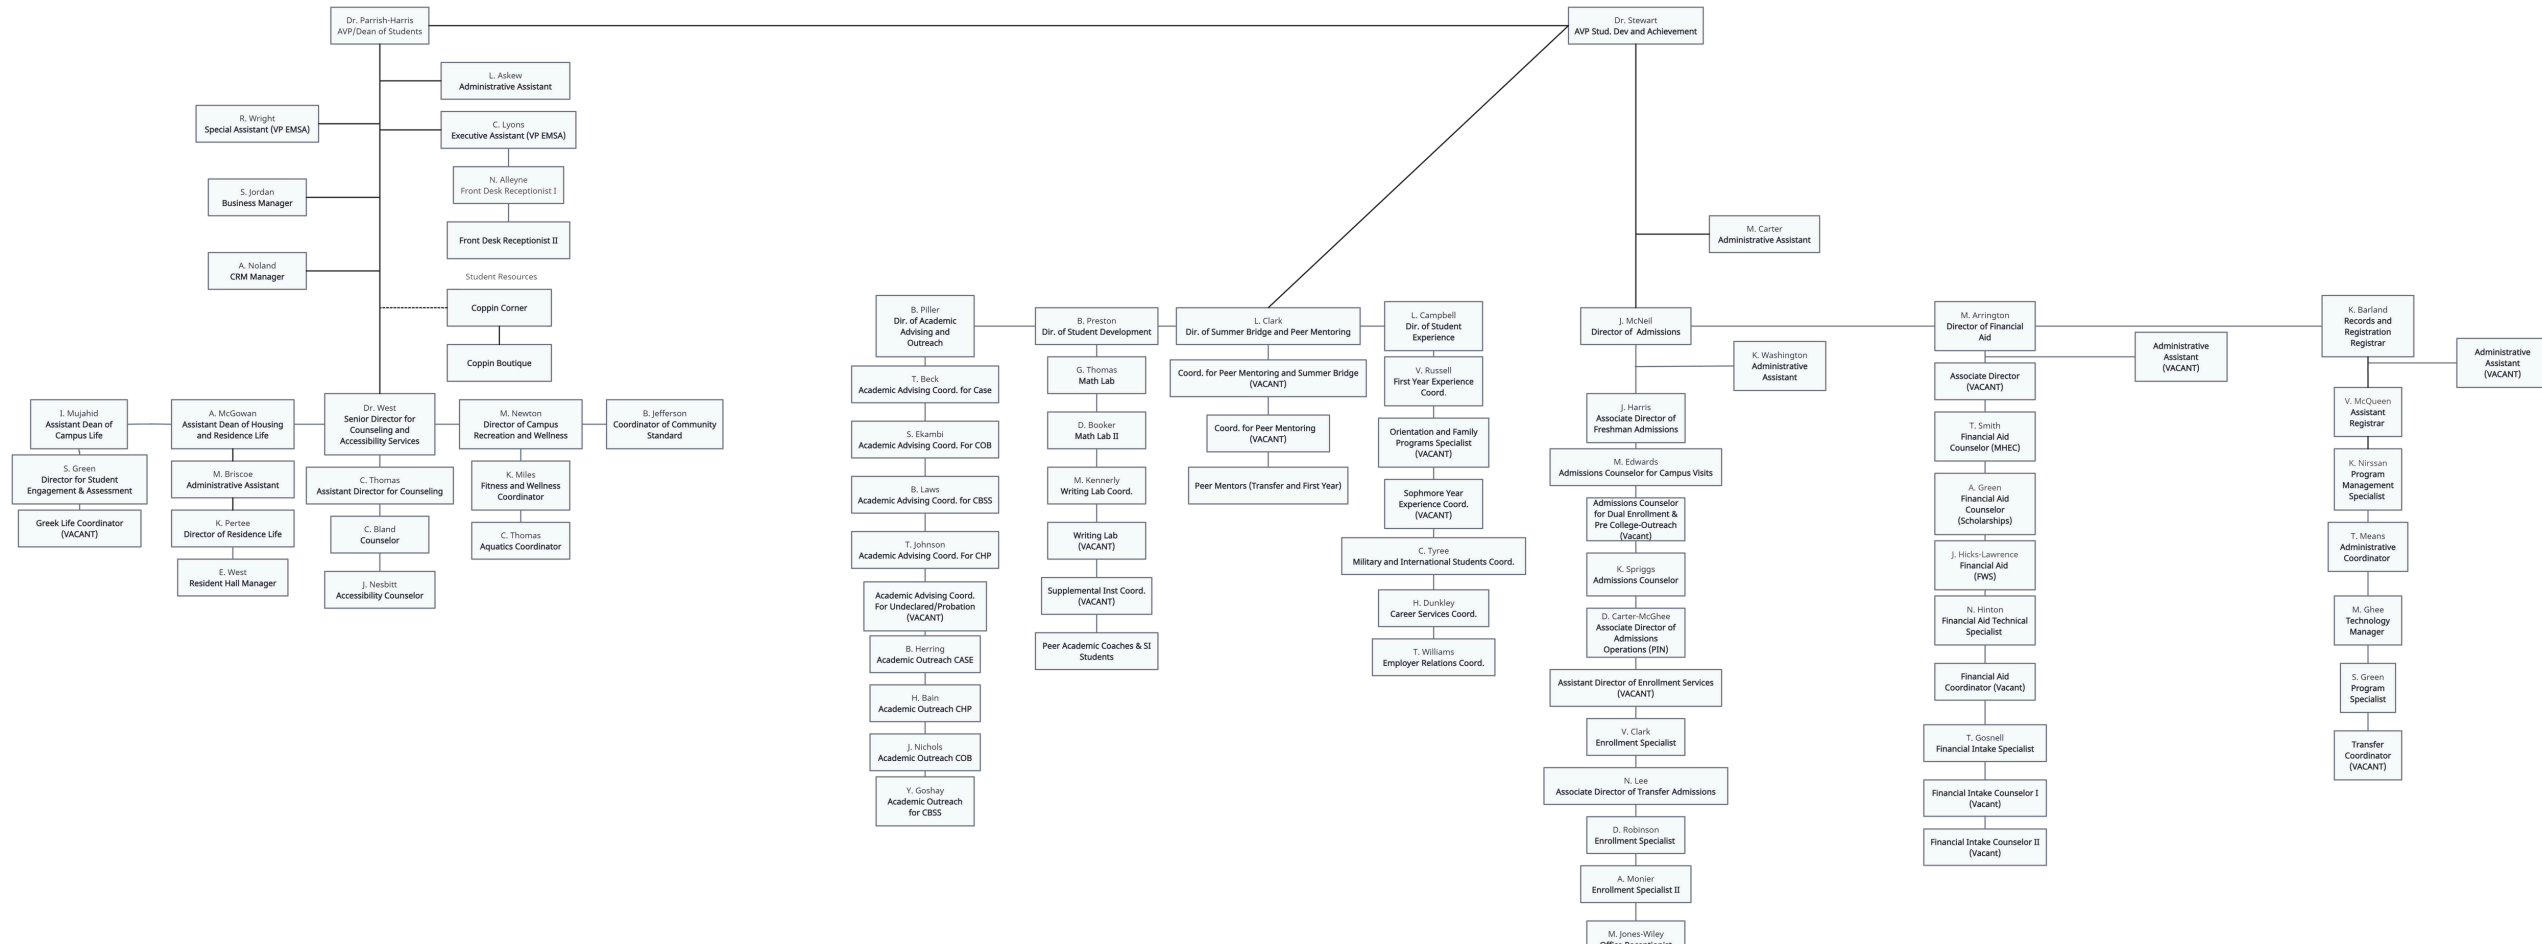 Dr. Parrish-Harris
AVP/Dean of Students
Dr. Stewart
AVP Stud. Dev and Achievement
L. Askew
Administrative Assistant
R. Wright
Special Assistant (VP EMSA)
C. Lyons
Executive Assistant (VP EMSA)
N. Alleyne
Front Desk Receptionist I
S. Jordan
Business Manager
Front Desk Receptionist II
A. Noland
CRM Manager
Student Resources
Coppin Corner
Coppin Boutique
M. Carter
Administrative Assistant
I. Mujahid
Assistant Dean of
Campus Life
S. Green
Director for Student
Engagement & Assessment
Greek Life Coordinator
(VACANT)
A. McGowan
Assistant Dean of Housing
and Residence Life
M. Briscoe
Administrative Assistant
K. Pertee
Director of Residence Life
E. West
Resident Hall Manager
Dr. West
Senior Director for
Counseling and
Accessibility Services
C. Thomas
Assistant Director for Counseling
C. Bland
Counselor
J. Nesbitt
Accessibility Counselor
M. Newton
Director of Campus
Recreation and Wellness
K. Miles
Fitness and Wellness
Coordinator
C. Thomas
Aquatics Coordinator
B. Jefferson
Coordinator of Community
Standard
B. Piller
Dir. of Academic
Advising and
Outreach
T. Beck
Academic Advising Coord. for Case
S. Ekambi
Academic Advising Coord. For COB
B. Laws
Academic Advising Coord. for CBSS
T. Johnson
Academic Advising Coord. For CHP
Academic Advising Coord.
For Undeclared/Probation
(VACANT)
B. Herring
Academic Outreach CASE
H. Bain
Academic Outreach CHP
J. Nichols
Academic Outreach COB
Y. Goshay
Academic Outreach
for CBSS
B. Preston
Dir. of Student Development
G. Thomas
Math Lab
D. Booker
Math Lab II
M. Kennerly
Writing Lab Coord.
Writing Lab
(VACANT)
Supplemental Inst Coord.
(VACANT)
Peer Academic Coaches & SI
Students
L. Clark
Dir. of Summer Bridge and Peer Mentoring
Coord. for Peer Mentoring and Summer Bridge
(VACANT)
Coord. for Peer Mentoring
(VACANT)
Peer Mentors (Transfer and First Year)
L. Campbell
Dir. of Student
Experience
V. Russell
First Year Experience
Coord.
Orientation and Family
Programs Specialist
(VACANT)
Sophmore Year
Experience Coord.
(VACANT)
C. Tyree
Military and International Students Coord.
H. Dunkley
Career Services Coord.
T. Williams
Employer Relations Coord.
J. McNeil
Director of  Admissions
K. Washington
Administrative
Assistant
J. Harris
Associate Director of
Freshman Admissions
M. Edwards
Admissions Counselor for Campus Visits
Admissions Counselor
for Dual Enrollment &
Pre College-Outreach
(Vacant)
K. Spriggs
Admissions Counselor
D. Carter-McGhee
Associate Director of
Admissions
Operations (PIN)
Assistant Director of Enrollment Services
(VACANT)
V. Clark
Enrollment Specialist
N. Lee
Associate Director of Transfer Admissions
D. Robinson
Enrollment Specialist
A. Monier
Enrollment Specialist II
M. Jones-Wiley
Office Receptionist
M. Arrington
Director of Financial
Aid
Administrative
Assistant
(VACANT)
Associate Director
(VACANT)
T. Smith
Financial Aid
Counselor (MHEC)
A. Green
Financial Aid
Counselor
(Scholarships)
J. Hicks-Lawrence
Financial Aid
(FWS)
N. Hinton
Financial Aid Technical
Specialist
Financial Aid
Coordinator (Vacant)
T. Gosnell
Financial Intake Specialist
Financial Intake Counselor I
(Vacant)
Financial Intake Counselor II
(Vacant)
K. Barland
Records and
Registration
Registrar
Administrative
Assistant
(VACANT)
V. McQueen
Assistant
Registrar
K. Nirssan
Program
Management
Specialist
T. Means
Administrative
Coordinator
M. Ghee
Technology
Manager
S. Green
Program
Specialist
Transfer
Coordinator
(VACANT)